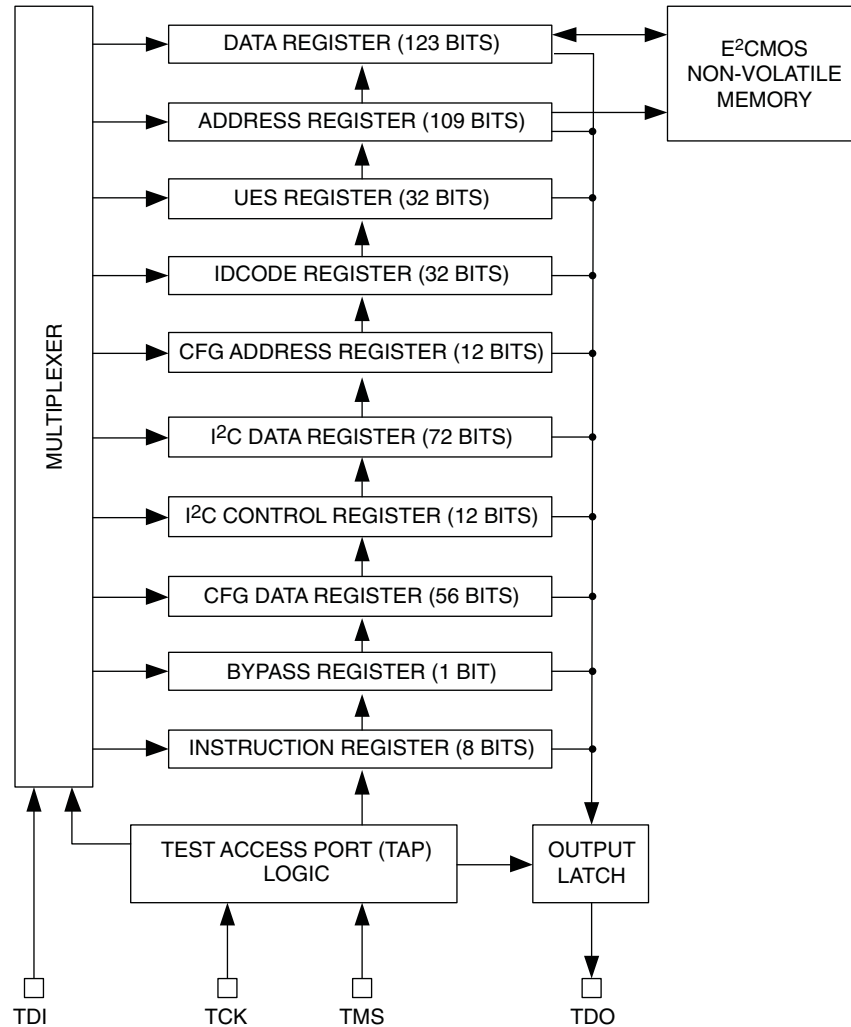 DATA REGISTER (123 BITS)
E²CMOS
NON-VOLATILE
MEMORY
ADDRESS REGISTER (109 BITS)
UES REGISTER (32 BITS)
IDCODE REGISTER (32 BITS)
CFG ADDRESS REGISTER (12 BITS)
MULTIPLEXER
I²C DATA REGISTER (72 BITS)
I²C CONTROL REGISTER (12 BITS)
CFG DATA REGISTER (56 BITS)
BYPASS REGISTER (1 BIT)
INSTRUCTION REGISTER (8 BITS)
TEST ACCESS PORT (TAP)
LOGIC
OUTPUT
LATCH
TDI
TCK
TMS
TDO